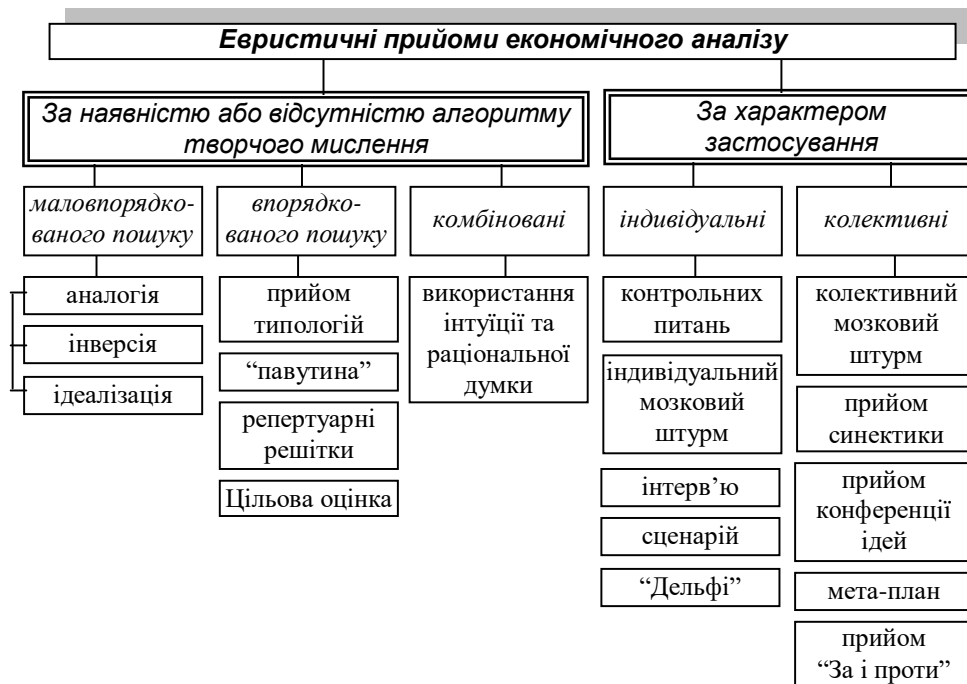 Евристичні прийоми економічного аналізу
За наявністю або відсутністю алгоритму
творчого мислення
За характером
застосування
маловпорядко-
ваного пошуку
впорядко-
ваного пошуку
комбіновані
індивідуальні
колективні
аналогія
інверсія
ідеалізація
прийом
типологій
“павутина”
репертуарні
решітки
Цільова оцінка
використання
інтуїції та
раціональної
думки
контрольних
питань
індивідуальний
мозковий
штурм
інтерв’ю
сценарій
“Дельфі”
колективний
мозковий
штурм
прийом
синектики
прийом
конференції
ідей
мета-план
прийом
“За і проти”